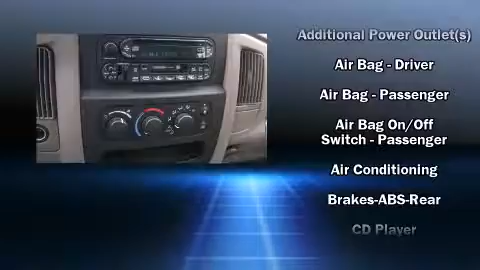 Additional Power Outlet(s)
Air Bag - Driver
Air Bag - Passenger
Air Bag On/Off
Switch - Passenger
Air Conditioning
Brakes-ABS-Rear
CD Player